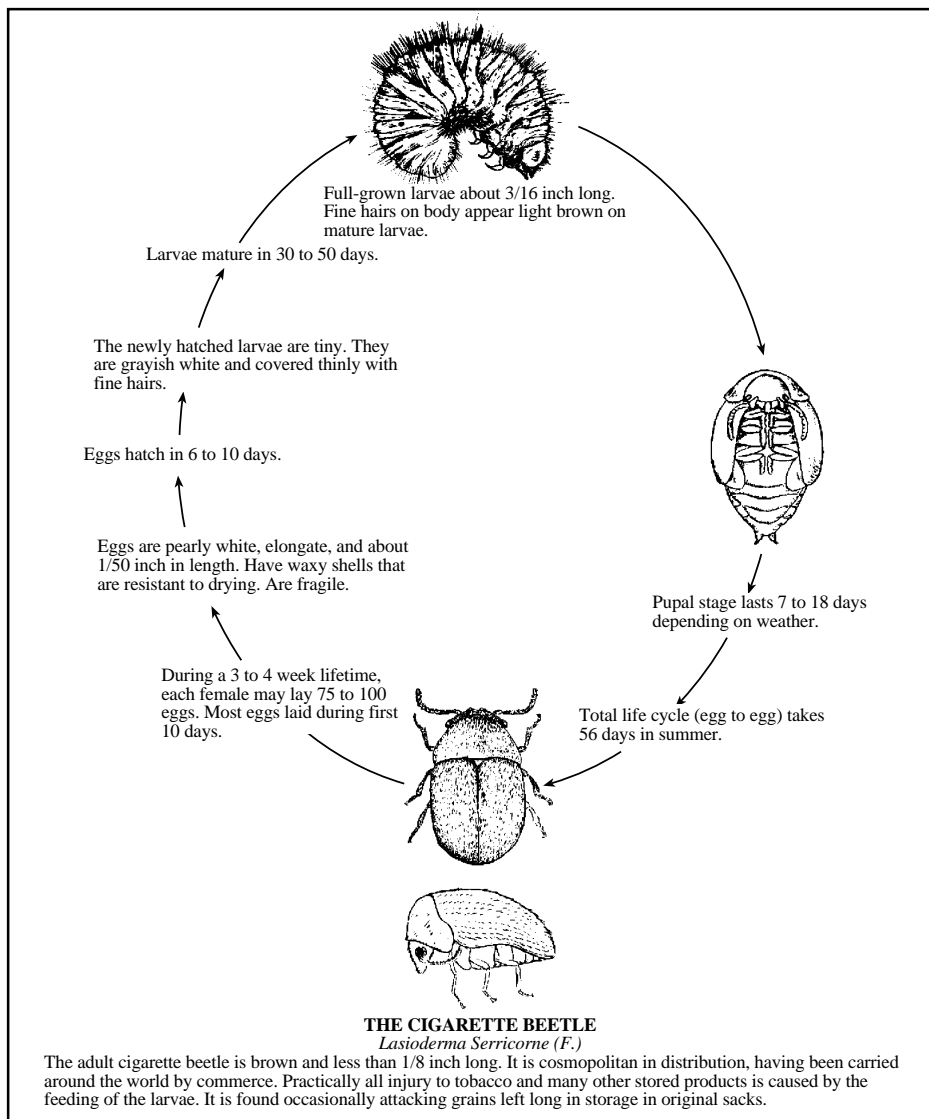 Full-grown larvae about 3/16 inch long.
Fine hairs on body appear light brown on
mature larvae.
Larvae mature in 30 to 50 days.
The newly hatched larvae are tiny. They
are grayish white and covered thinly with
fine hairs.
Eggs hatch in 6 to 10 days.
Eggs are pearly white, elongate, and about
1/50 inch in length. Have waxy shells that
are resistant to drying. Are fragile.
Pupal stage lasts 7 to 18 days
depending on weather.
During a 3 to 4 week lifetime,
each female may lay 75 to 100
eggs. Most eggs laid during first
10 days.
Total life cycle (egg to egg) takes
56 days in summer.
THE CIGARETTE BEETLE
Lasioderma Serricorne (F.)
The adult cigarette beetle is brown and less than 1/8 inch long. It is cosmopolitan in distribution, having been carried
around the world by commerce. Practically all injury to tobacco and many other stored products is caused by the
feeding of the larvae. It is found occasionally attacking grains left long in storage in original sacks.